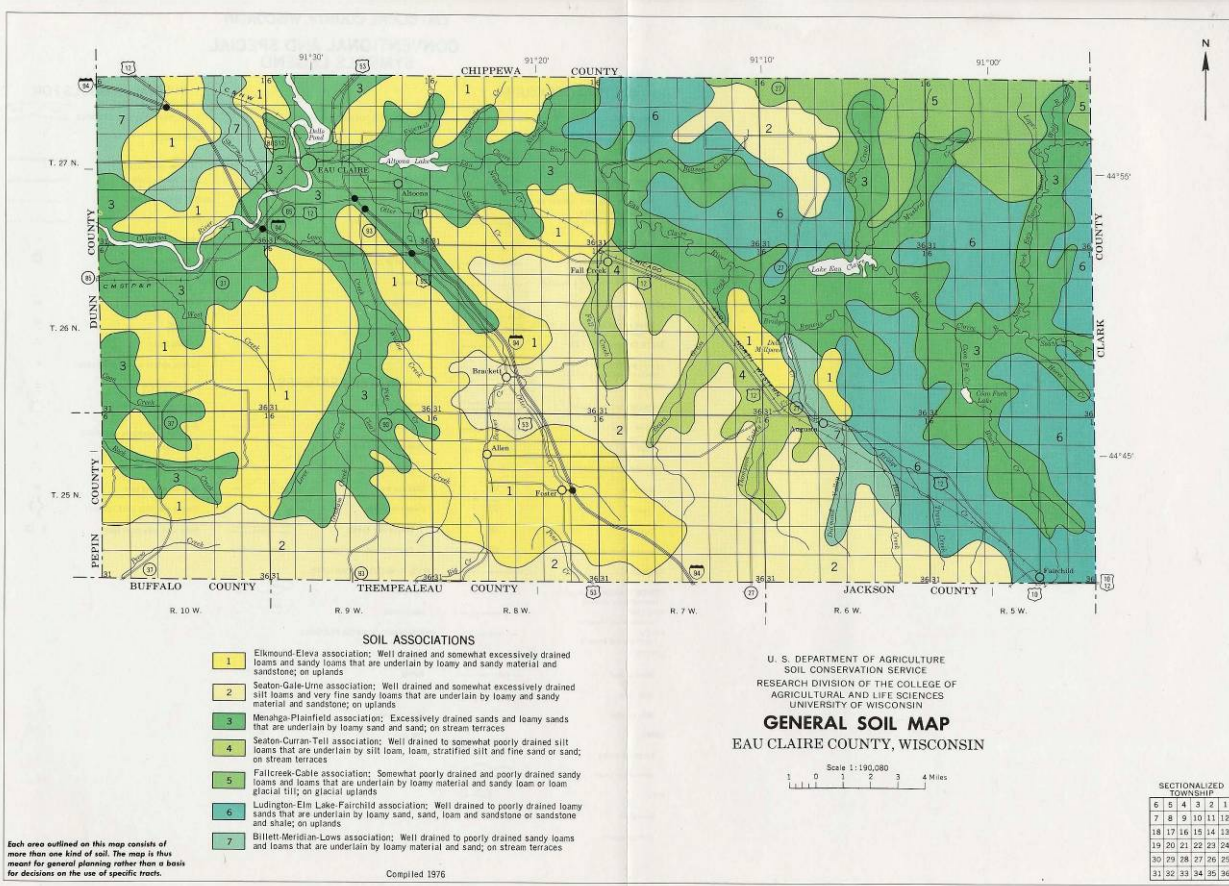 CHIPPEWA COUNTY
91°30'
91°20'
91°10'
91°00'
N
T. 27 N.
T. 26 N.
T. 25 N.
44°55'
44°45'
DUNN COUNTY
PEPIN COUNTY
CLARK COUNTY
EAU CLAIRE
Altoona
Altoona Lake
Dells Pond
Fall Creek
Lake Eau Claire
Brackett
Allen
Foster
Augusta
Fairchild
BUFFALO COUNTY
TREMPEALEAU COUNTY
JACKSON COUNTY
R. 10 W.
R. 9 W.
R. 8 W.
R. 7 W.
R. 6 W.
R. 5 W.
SOIL ASSOCIATIONS
1 Elkmound-Eleva association: Well drained and somewhat excessively drained
loams and sandy loams that are underlain by loamy and sandy material and
sandstone; on uplands
2 Seaton-Gale-Urne association: Well drained and somewhat excessively drained
silt loams and very fine sandy loams that are underlain by loamy and sandy
material and sandstone; on uplands
3 Menahga-Plainfield association: Excessively drained sands and loamy sands
that are underlain by loamy sand and sand; on stream terraces
4 Seaton-Curran-Tell association: Well drained to somewhat poorly drained silt
loams that are underlain by silt loam, loam, stratified silt and fine sand or sand;
on stream terraces
5 Fallcreek-Cable association: Somewhat poorly drained and poorly drained sandy
loams and loams that are underlain by loamy material and sandy loam or loam
glacial till; on glacial uplands
6 Ludington-Elm Lake-Fairchild association: Well drained to poorly drained loamy
sands that are underlain by loamy sand, sand, loam and sandstone or sandstone
and shale; on uplands
7 Billett-Meridian-Lows association: Well drained to poorly drained sandy loams
and loams that are underlain by loamy material and sand; on stream terraces
Each area outlined on this map consists of
more than one kind of soil. The map is thus
meant for general planning rather than a basis
for decisions on the use of specific tracts.
Compiled 1976
U. S. DEPARTMENT OF AGRICULTURE
SOIL CONSERVATION SERVICE
RESEARCH DIVISION OF THE COLLEGE OF
AGRICULTURAL AND LIFE SCIENCES
UNIVERSITY OF WISCONSIN
GENERAL SOIL MAP
EAU CLAIRE COUNTY, WISCONSIN
Scale 1:190,080
1 0 1 2 3 4 Miles
SECTIONALIZED
TOWNSHIP
6 5 4 3 2 1
7 8 9 10 11 12
18 17 16 15 14 13
19 20 21 22 23 24
30 29 28 27 26 25
31 32 33 34 35 36